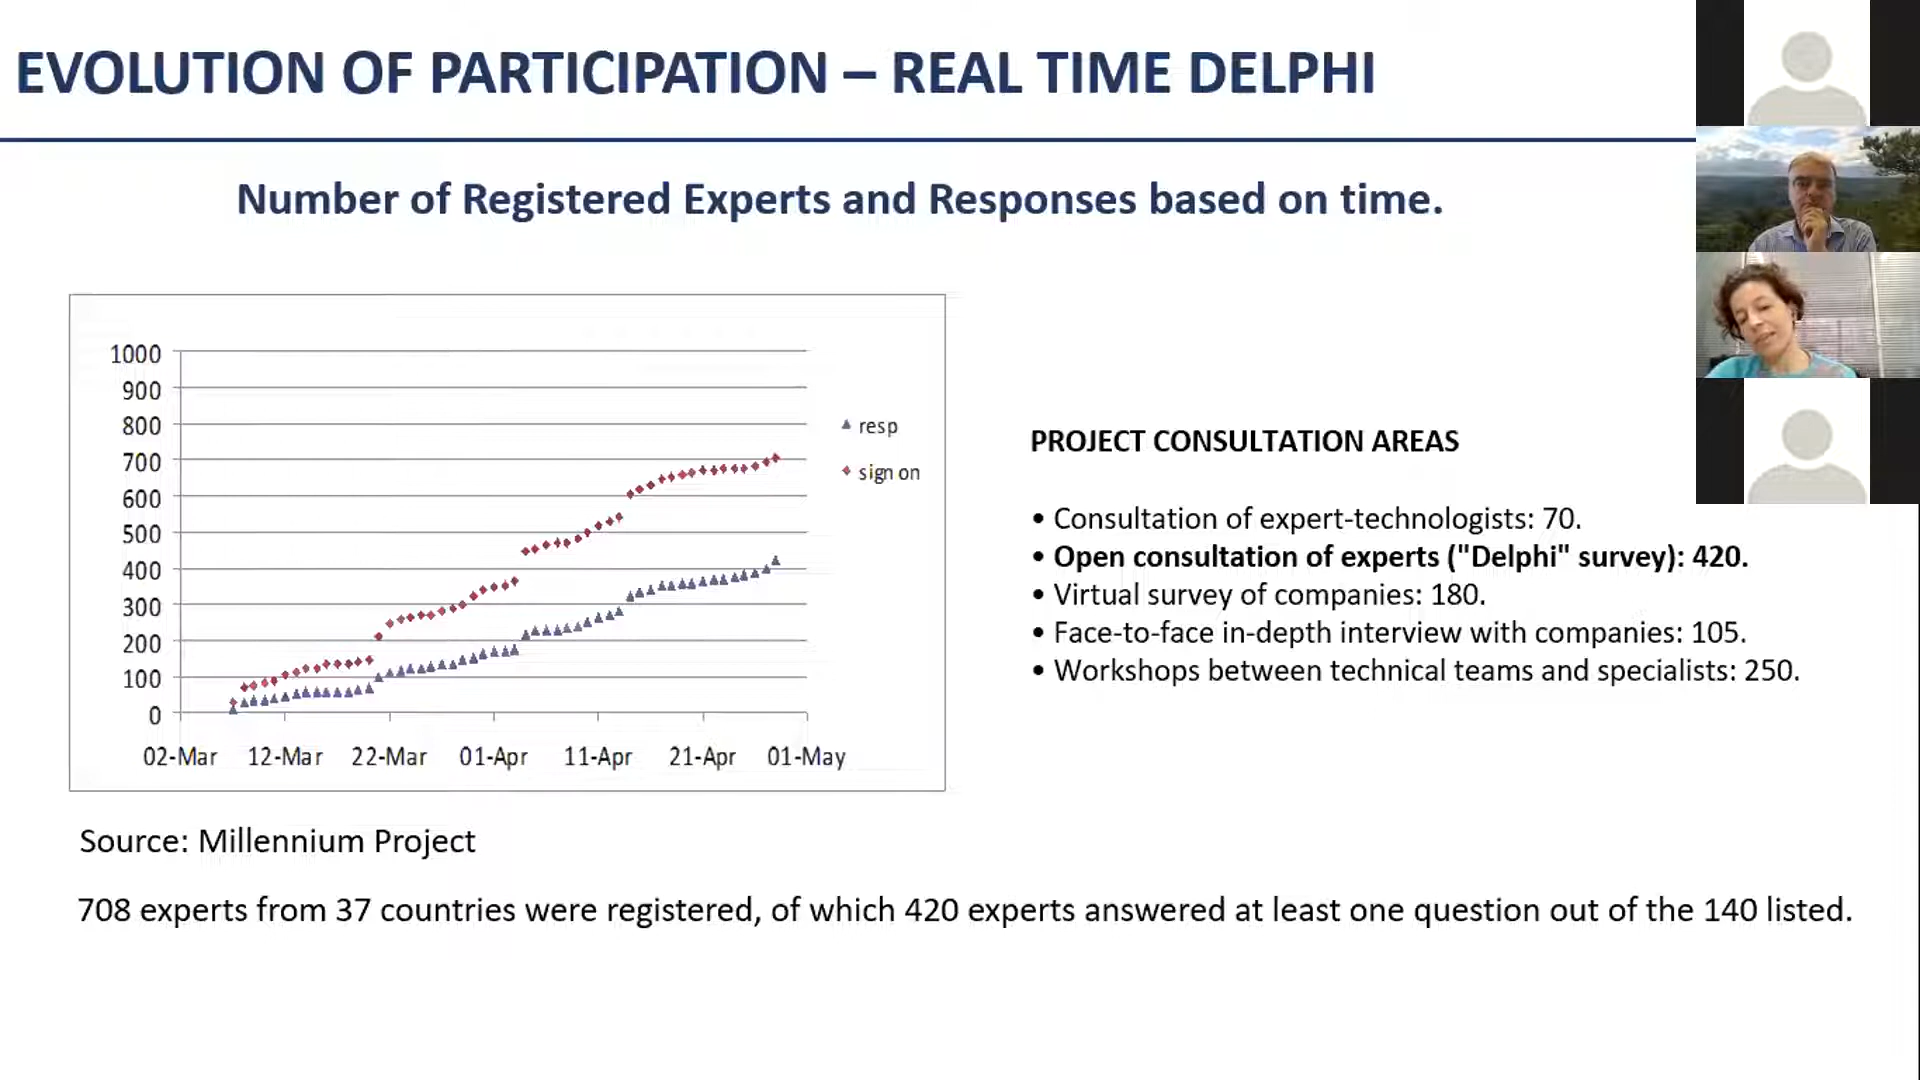 EVOLUTION OF PARTICIPATION – REAL TIME DELPHI
Number of Registered Experts and Responses based on time.
1000
900
800
700
600
500
400
300
200
100
0
02-Mar 12-Mar 22-Mar 01-Apr 11-Apr 21-Apr 01-May
resp
sign on
PROJECT CONSULTATION AREAS
• Consultation of expert-technologists: 70.
• Open consultation of experts ("Delphi" survey): 420.
• Virtual survey of companies: 180.
• Face-to-face in-depth interview with companies: 105.
• Workshops between technical teams and specialists: 250.
Source: Millennium Project
708 experts from 37 countries were registered, of which 420 experts answered at least one question out of the 140 listed.